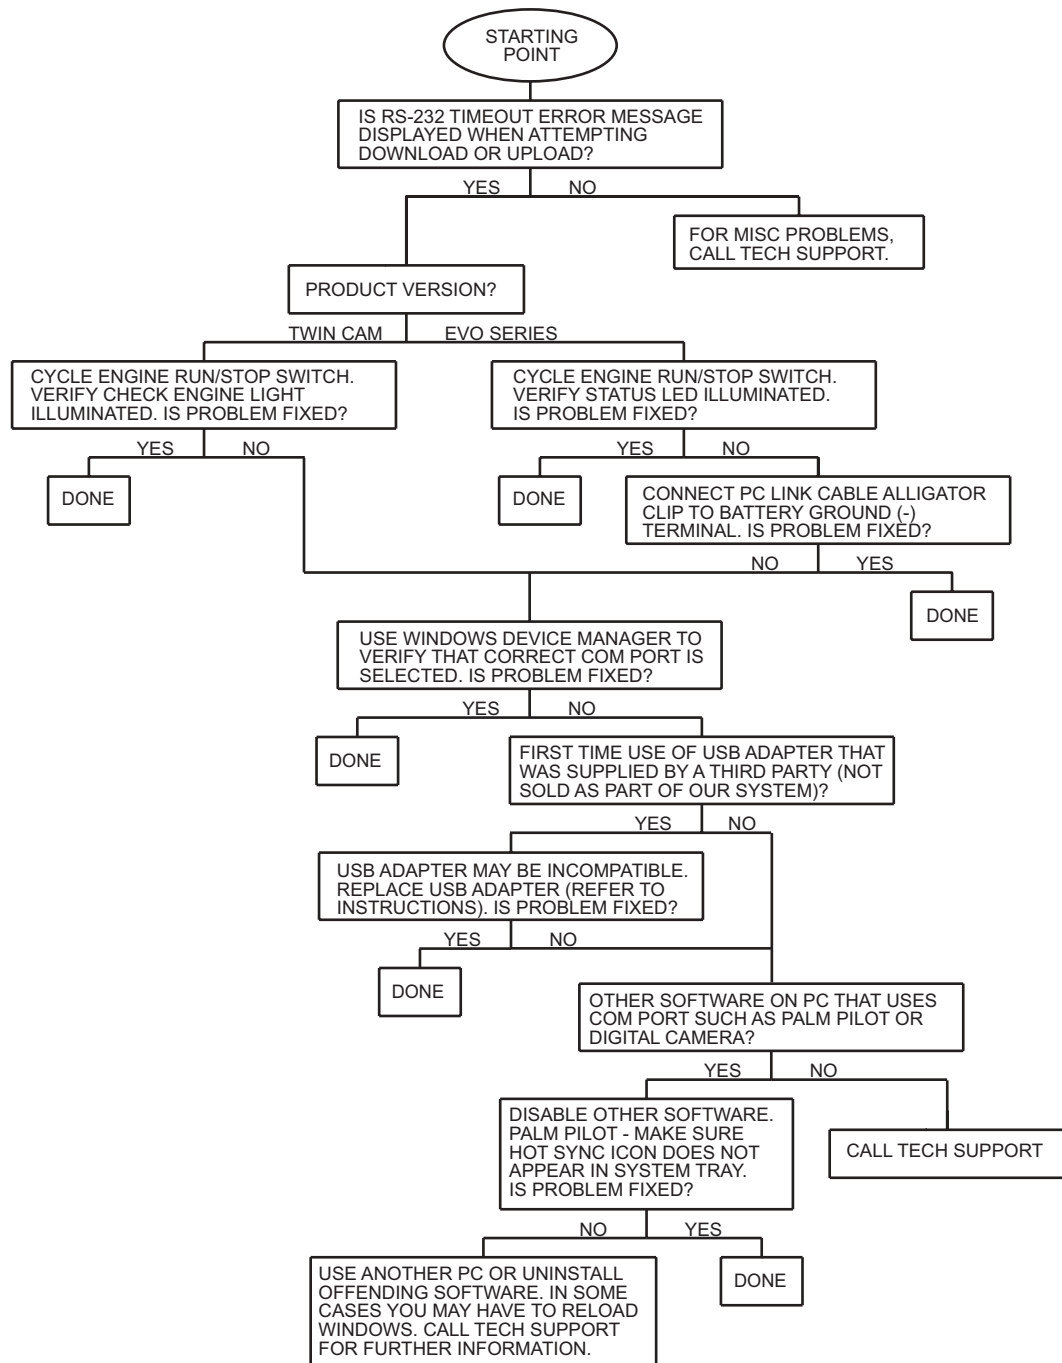 STARTING
POINT
IS RS-232 TIMEOUT ERROR MESSAGE
DISPLAYED WHEN ATTEMPTING
DOWNLOAD OR UPLOAD?
YES NO
FOR MISC PROBLEMS,
CALL TECH SUPPORT.
PRODUCT VERSION?
TWIN CAM EVO SERIES
CYCLE ENGINE RUN/STOP SWITCH.
VERIFY CHECK ENGINE LIGHT
ILLUMINATED. IS PROBLEM FIXED?
CYCLE ENGINE RUN/STOP SWITCH.
VERIFY STATUS LED ILLUMINATED.
IS PROBLEM FIXED?
YES NO
YES NO
DONE
DONE
CONNECT PC LINK CABLE ALLIGATOR
CLIP TO BATTERY GROUND (-)
TERMINAL. IS PROBLEM FIXED?
NO YES
DONE
USE WINDOWS DEVICE MANAGER TO
VERIFY THAT CORRECT COM PORT IS
SELECTED. IS PROBLEM FIXED?
YES NO
DONE
FIRST TIME USE OF USB ADAPTER THAT
WAS SUPPLIED BY A THIRD PARTY (NOT
SOLD AS PART OF OUR SYSTEM)?
YES NO
USB ADAPTER MAY BE INCOMPATIBLE.
REPLACE USB ADAPTER (REFER TO
INSTRUCTIONS). IS PROBLEM FIXED?
YES NO
DONE
OTHER SOFTWARE ON PC THAT USES
COM PORT SUCH AS PALM PILOT OR
DIGITAL CAMERA?
YES NO
DISABLE OTHER SOFTWARE.
PALM PILOT - MAKE SURE
HOT SYNC ICON DOES NOT
APPEAR IN SYSTEM TRAY.
IS PROBLEM FIXED?
CALL TECH SUPPORT
NO YES
USE ANOTHER PC OR UNINSTALL
OFFENDING SOFTWARE. IN SOME
CASES YOU MAY HAVE TO RELOAD
WINDOWS. CALL TECH SUPPORT
FOR FURTHER INFORMATION.
DONE